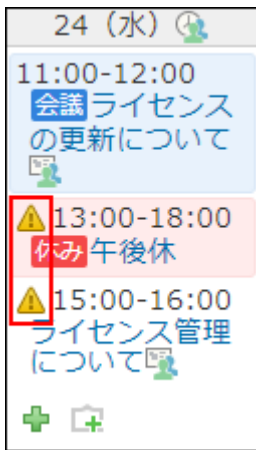 24（水）
11:00-12:00
会議 ライセンス
の更新について
13:00-18:00
休み 午後休
15:00-16:00
ライセンス管理
について